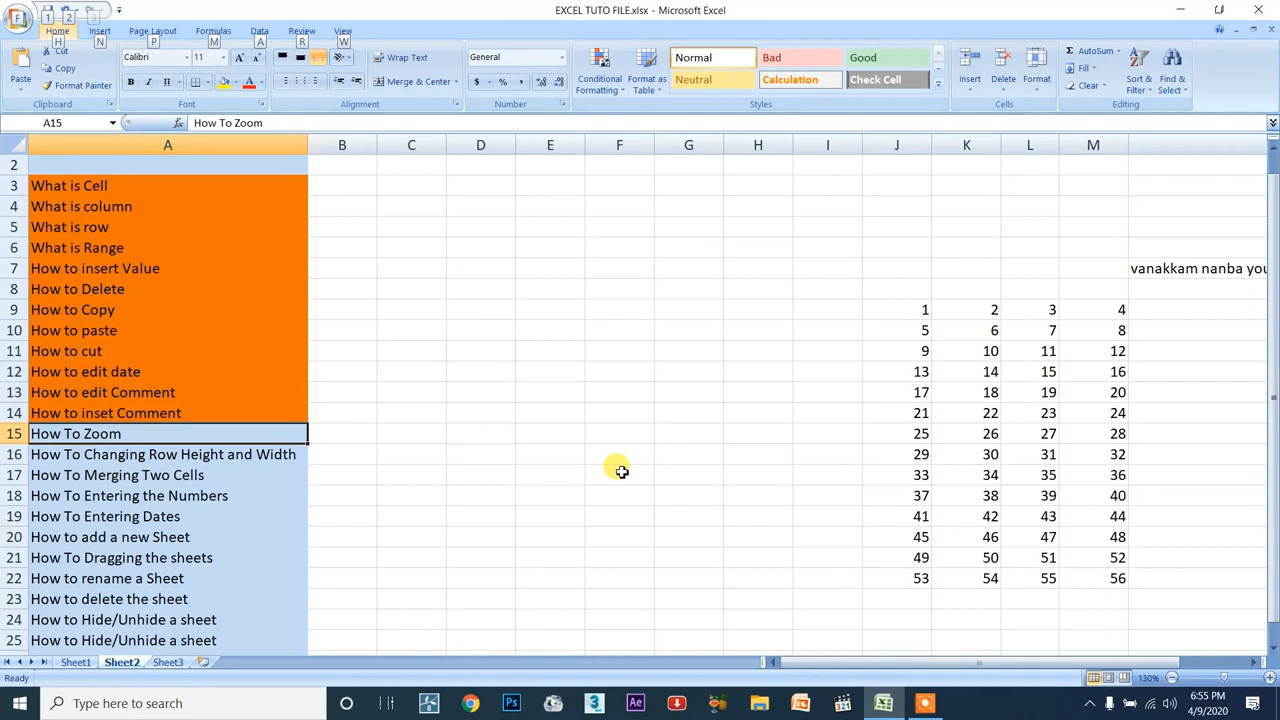 EXCEL TUTO FILE.xlsx - Microsoft Excel
1 2 3
Home Insert Page Layout Formulas Data Review View
F H N P M A R W
Paste
Cut
Copy
Format Painter
Clipboard
Calibri 11
B I U
Font
Wrap Text
Merge & Center
Alignment
General
$ % ,
Number
Conditional Formatting
Format as Table
Normal Bad Good
Neutral Calculation Check Cell
Styles
Insert Delete Format
Cells
AutoSum
Fill
Clear
Sort & Filter
Find & Select
Editing
A15 fx How To Zoom
A B C D E F G H I J K L M
2
3 What is Cell
4 What is column
5 What is row
6 What is Range
7 How to insert Value vanakkam nanba you
8 How to Delete
9 How to Copy 1 2 3 4
10 How to paste 5 6 7 8
11 How to cut 9 10 11 12
12 How to edit date 13 14 15 16
13 How to edit Comment 17 18 19 20
14 How to inset Comment 21 22 23 24
15 How To Zoom 25 26 27 28
16 How To Changing Row Height and Width 29 30 31 32
17 How To Merging Two Cells 33 34 35 36
18 How To Entering the Numbers 37 38 39 40
19 How To Entering Dates 41 42 43 44
20 How to add a new Sheet 45 46 47 48
21 How To Dragging the sheets 49 50 51 52
22 How to rename a Sheet 53 54 55 56
23 How to delete the sheet
24 How to Hide/Unhide a sheet
25 How to Hide/Unhide a sheet
Sheet1 Sheet2 Sheet3
Ready 130%
Type here to search
Ps 3 Ae
6:55 PM
4/9/2020